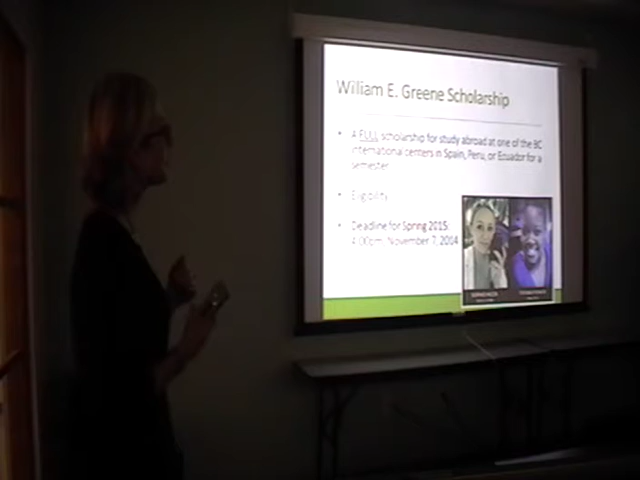 William E. Greene Scholarship
• A FULL scholarship for study abroad at one of the BC
international centers in Spain, Peru, or Ecuador for a
semester
• Eligibility
• Deadline for Spring 2015:
4:00pm, November 7, 2014